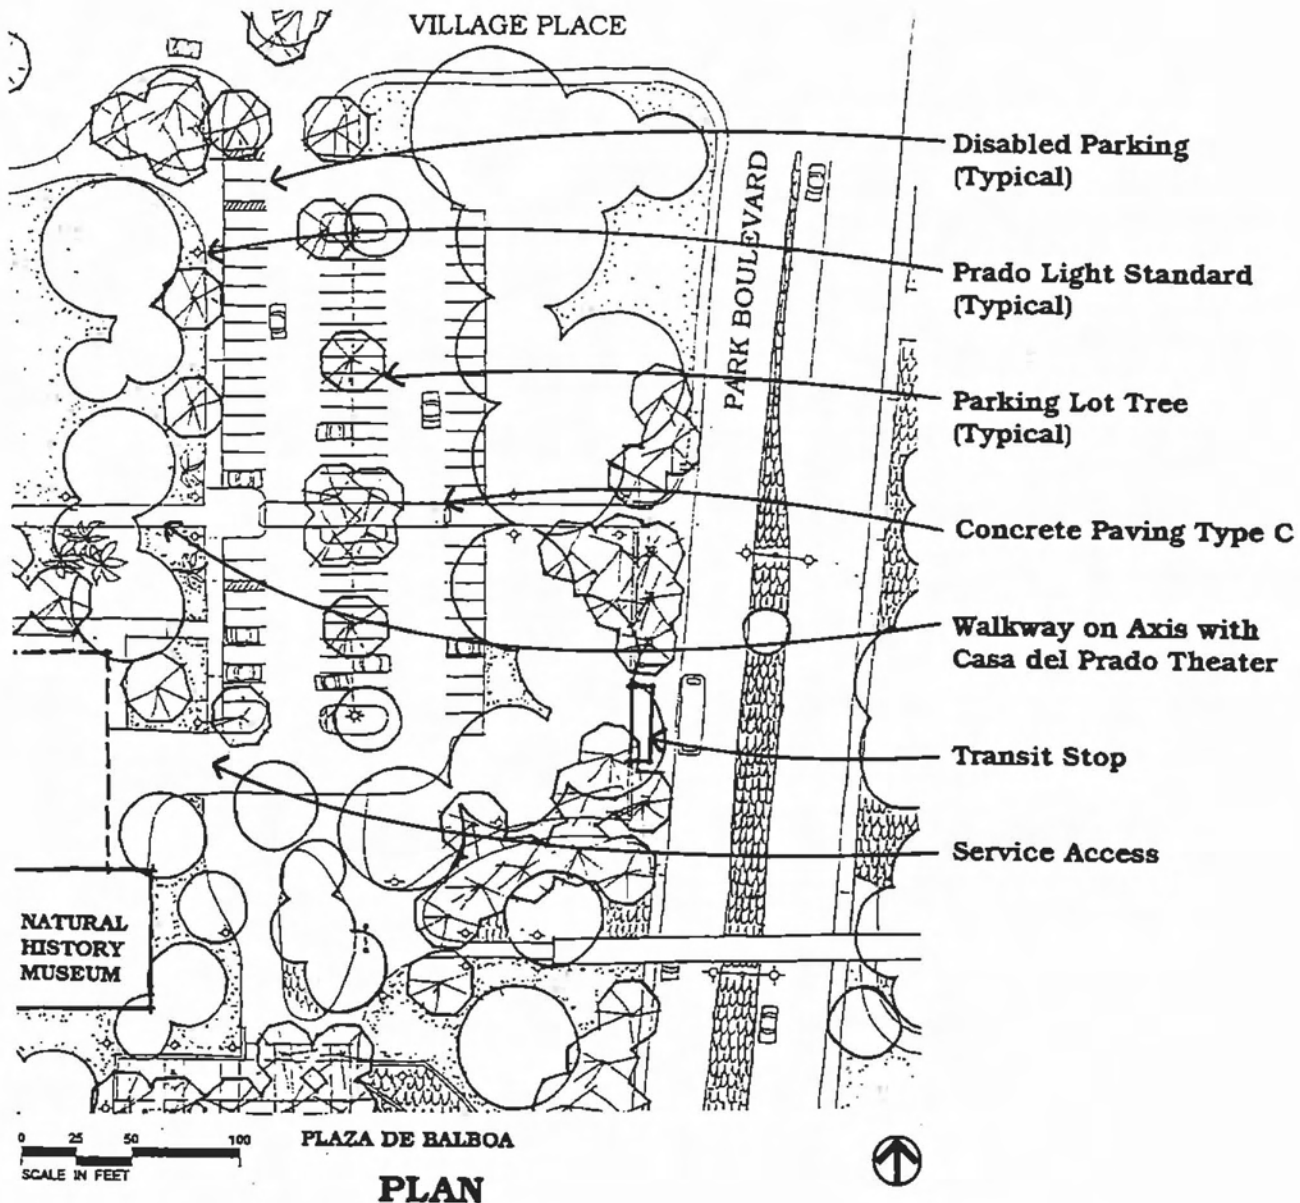 VILLAGE PLACE
Disabled Parking
(Typical)
PARK BOULEVARD
Prado Light Standard
(Typical)
Parking Lot Tree
(Typical)
Concrete Paving Type C
Walkway on Axis with
Casa del Prado Theater
Transit Stop
Service Access
NATURAL
HISTORY
MUSEUM
0 25 50 100
SCALE IN FEET
PLAZA DE BALBOA
PLAN